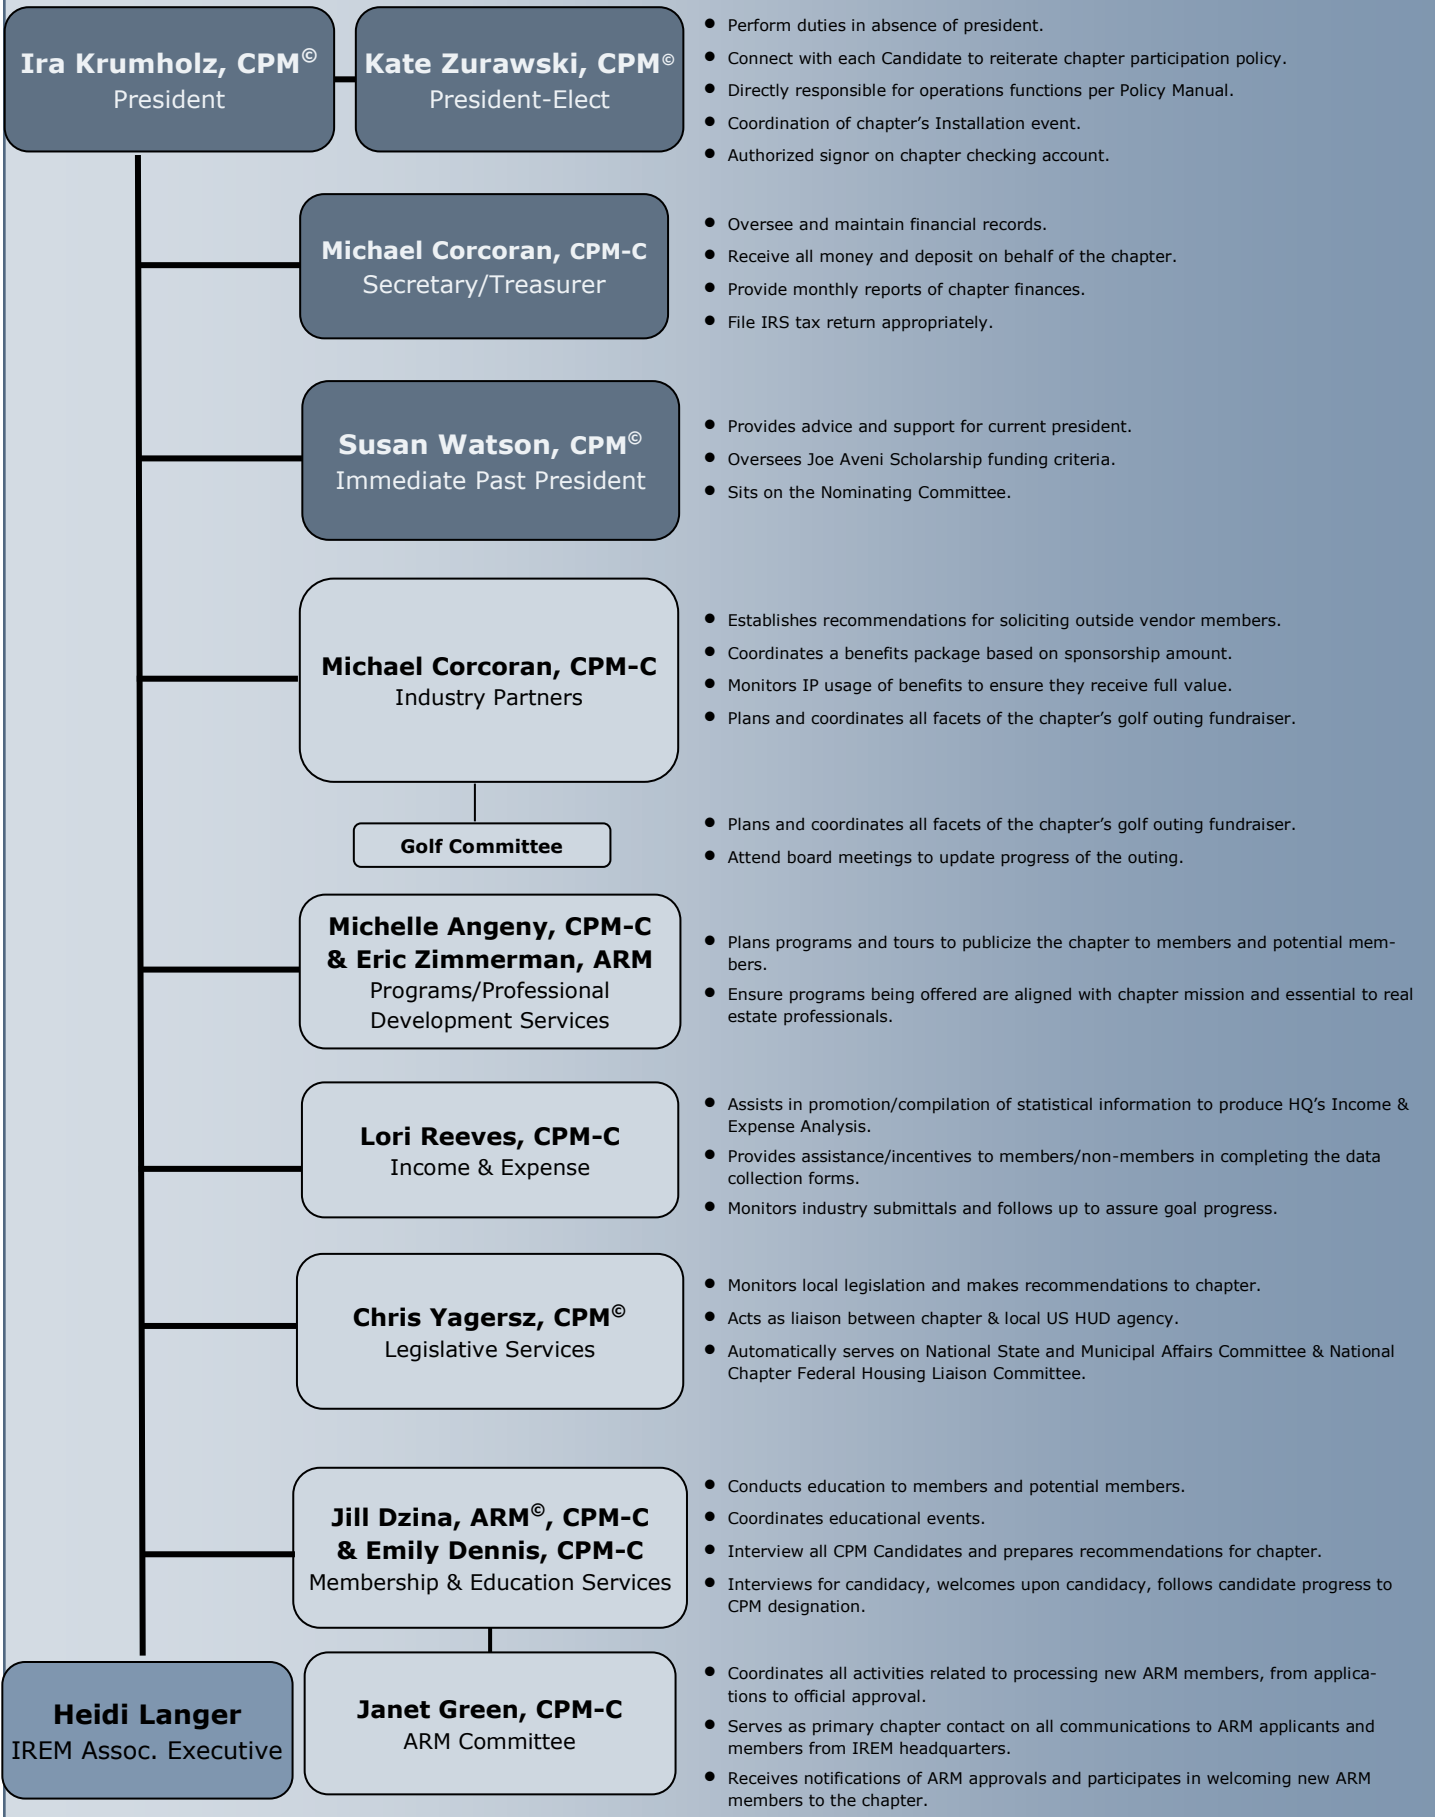 Ira Krumholz, CPM©
President
Kate Zurawski, CPM©
President-Elect
• Perform duties in absence of president.
• Connect with each Candidate to reiterate chapter participation policy.
• Directly responsible for operations functions per Policy Manual.
• Coordination of chapter’s Installation event.
• Authorized signor on chapter checking account.
Michael Corcoran, CPM-C
Secretary/Treasurer
• Oversee and maintain financial records.
• Receive all money and deposit on behalf of the chapter.
• Provide monthly reports of chapter finances.
• File IRS tax return appropriately.
Susan Watson, CPM©
Immediate Past President
• Provides advice and support for current president.
• Oversees Joe Aveni Scholarship funding criteria.
• Sits on the Nominating Committee.
Michael Corcoran, CPM-C
Industry Partners
• Establishes recommendations for soliciting outside vendor members.
• Coordinates a benefits package based on sponsorship amount.
• Monitors IP usage of benefits to ensure they receive full value.
• Plans and coordinates all facets of the chapter’s golf outing fundraiser.
Golf Committee
• Plans and coordinates all facets of the chapter’s golf outing fundraiser.
• Attend board meetings to update progress of the outing.
Michelle Angeny, CPM-C
& Eric Zimmerman, ARM
Programs/Professional
Development Services
• Plans programs and tours to publicize the chapter to members and potential mem-
bers.
• Ensure programs being offered are aligned with chapter mission and essential to real
estate professionals.
Lori Reeves, CPM-C
Income & Expense
• Assists in promotion/compilation of statistical information to produce HQ’s Income &
Expense Analysis.
• Provides assistance/incentives to members/non-members in completing the data
collection forms.
• Monitors industry submittals and follows up to assure goal progress.
Chris Yagersz, CPM©
Legislative Services
• Monitors local legislation and makes recommendations to chapter.
• Acts as liaison between chapter & local US HUD agency.
• Automatically serves on National State and Municipal Affairs Committee & National
Chapter Federal Housing Liaison Committee.
Jill Dzina, ARM©, CPM-C
& Emily Dennis, CPM-C
Membership & Education Services
• Conducts education to members and potential members.
• Coordinates educational events.
• Interview all CPM Candidates and prepares recommendations for chapter.
• Interviews for candidacy, welcomes upon candidacy, follows candidate progress to
CPM designation.
Heidi Langer
IREM Assoc. Executive
Janet Green, CPM-C
ARM Committee
• Coordinates all activities related to processing new ARM members, from applica-
tions to official approval.
• Serves as primary chapter contact on all communications to ARM applicants and
members from IREM headquarters.
• Receives notifications of ARM approvals and participates in welcoming new ARM
members to the chapter.